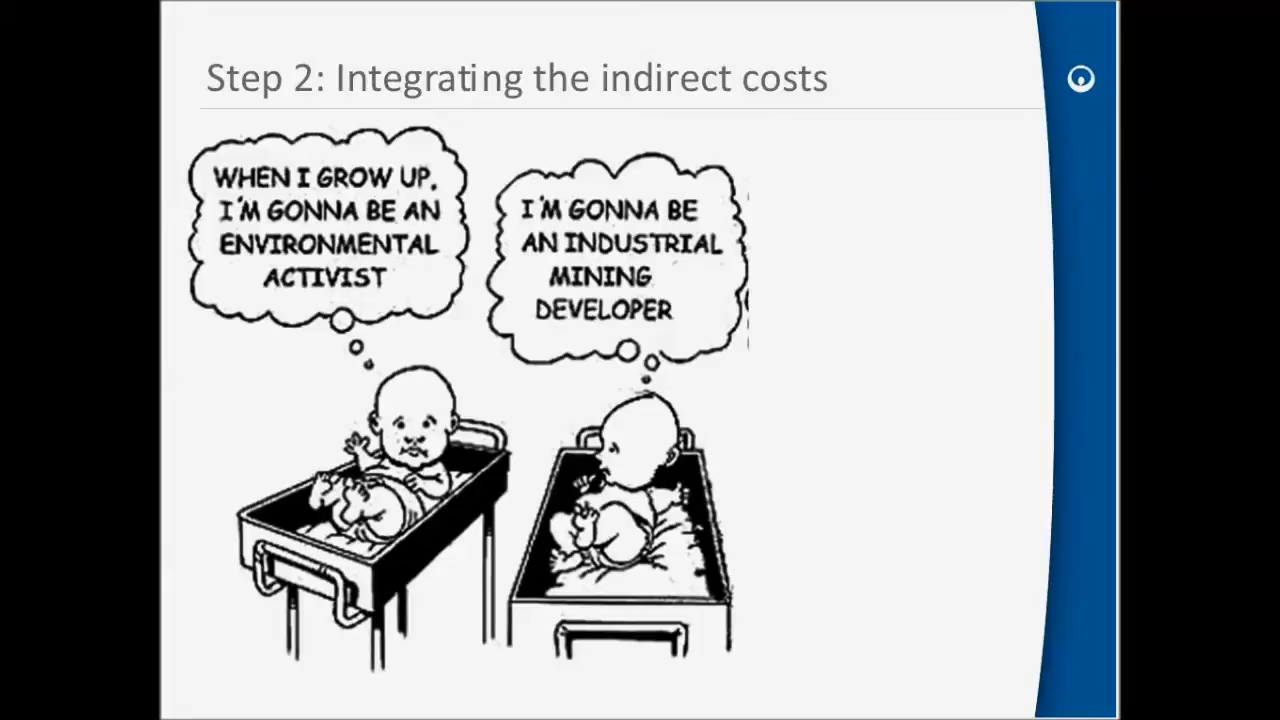 Step 2: Integrating the indirect costs
WHEN I GROW UP,
I'M GONNA BE AN
ENVIRONMENTAL
ACTIVIST
I'M GONNA BE
AN INDUSTRIAL
MINING
DEVELOPER